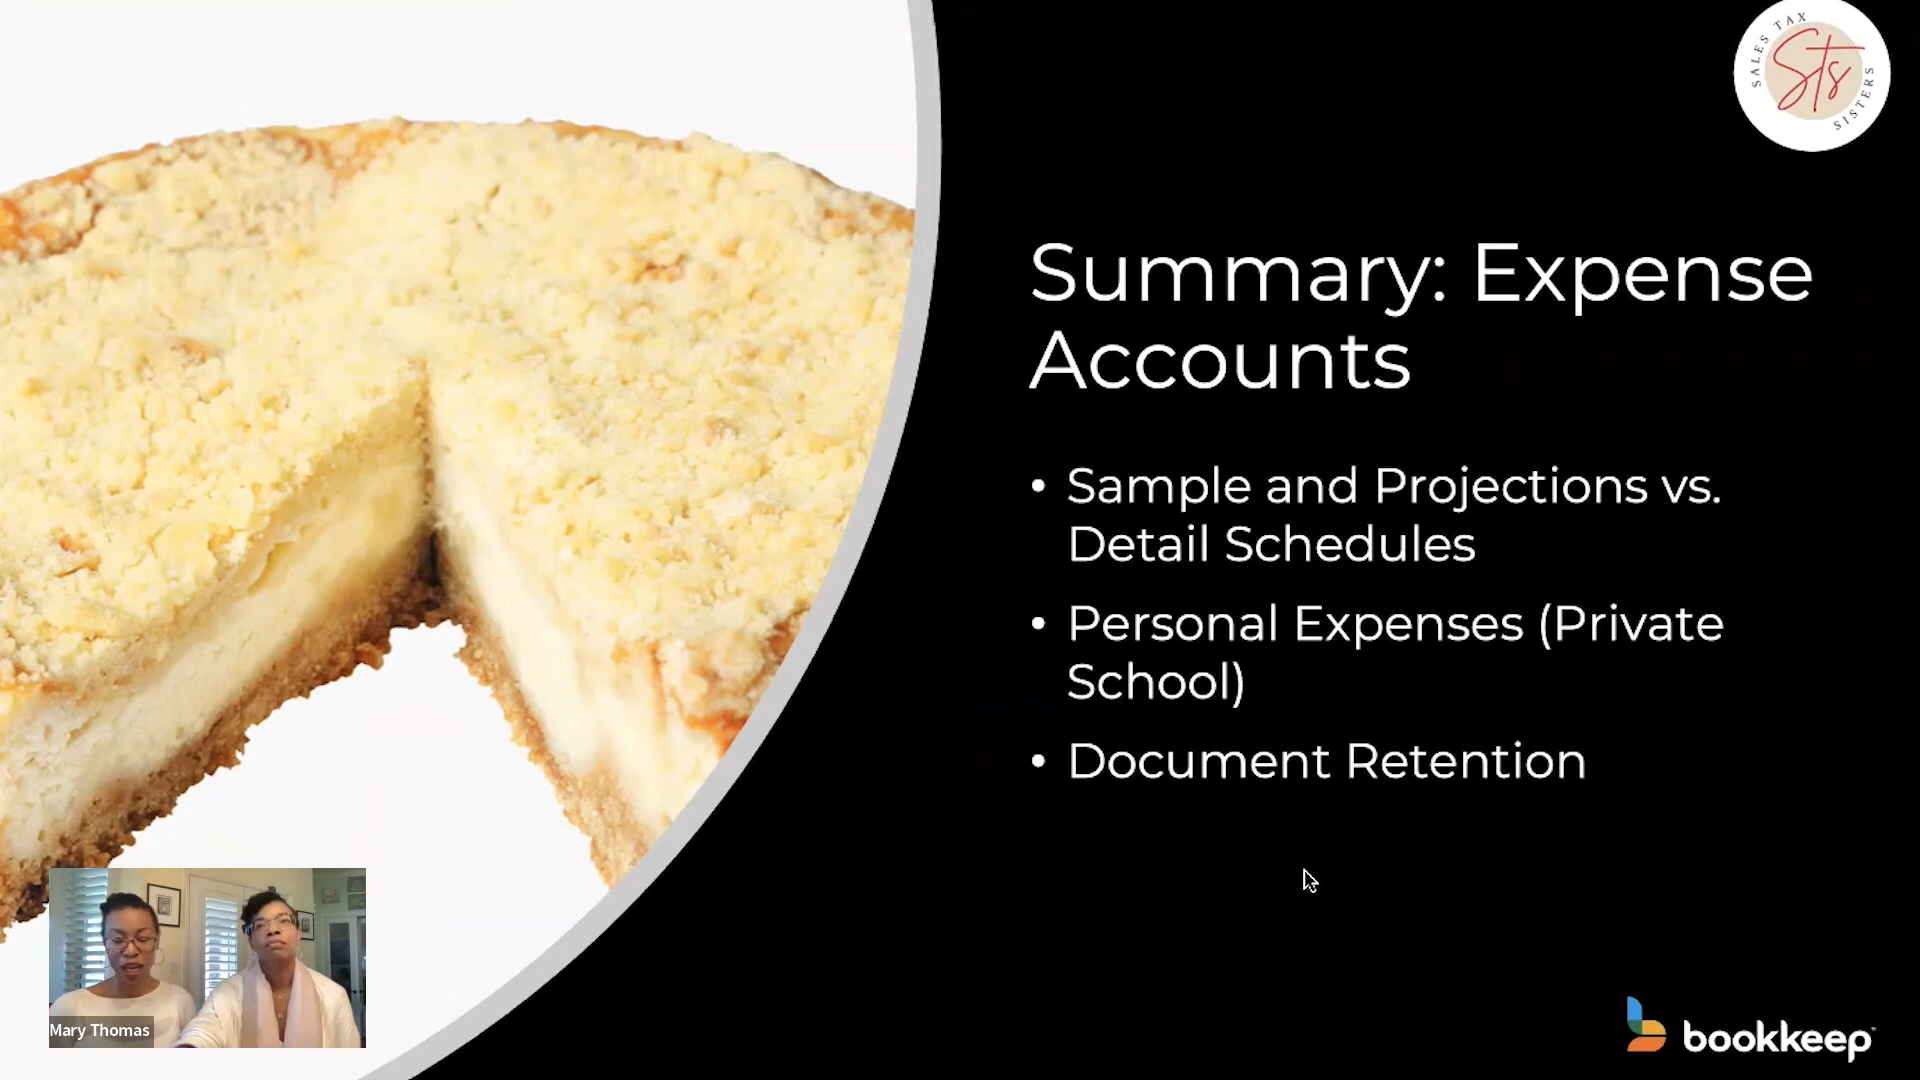 SALES TAX
Sts
SISTERS
Summary: Expense
Accounts
• Sample and Projections vs.
Detail Schedules
• Personal Expenses (Private
School)
• Document Retention
Mary Thomas
bookkeep